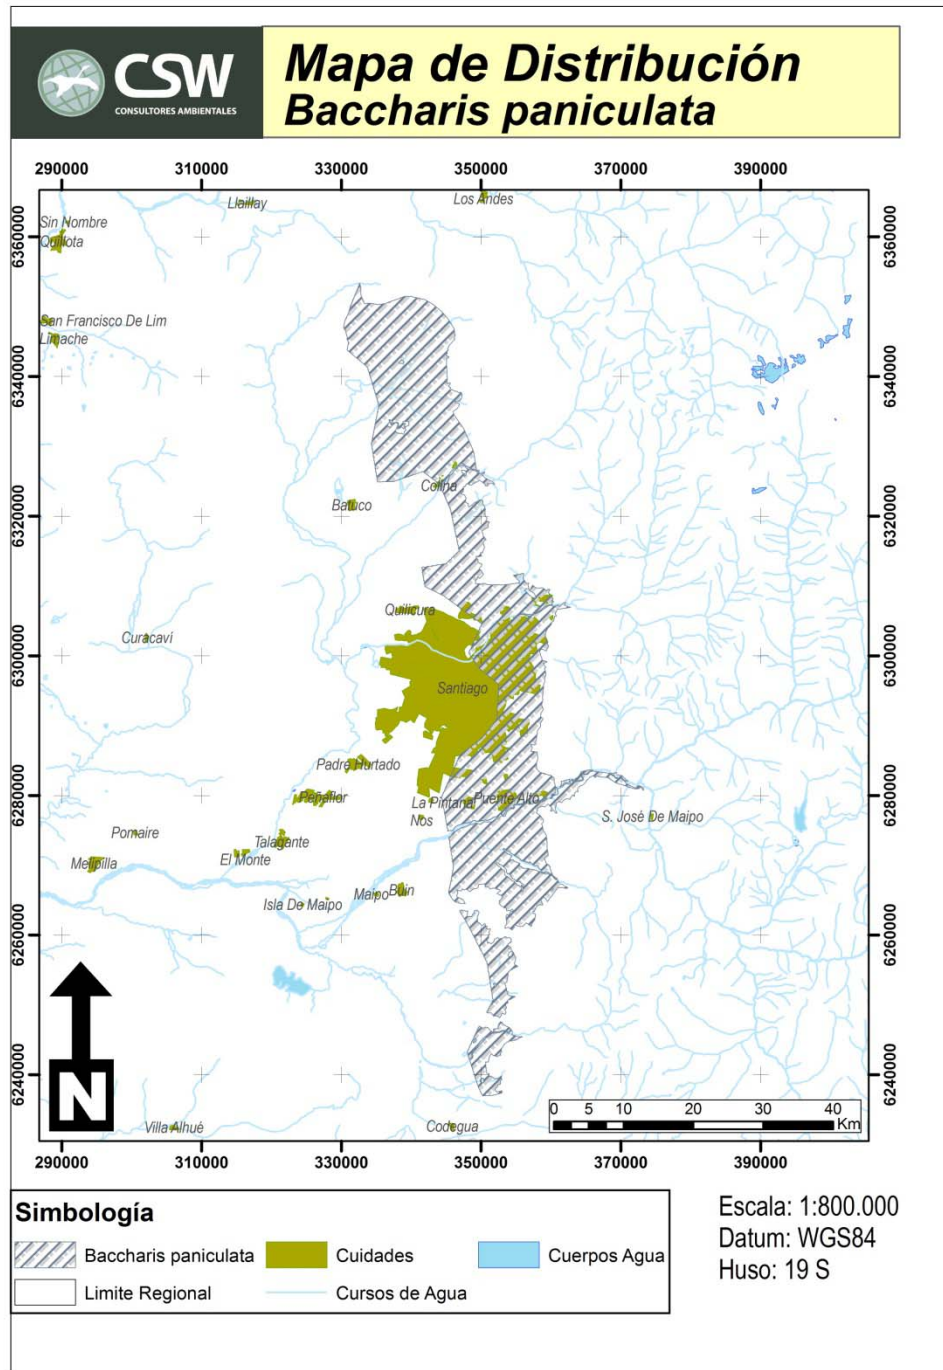 CSW
CONSULTORES AMBIENTALES
Mapa de Distribución
Baccharis paniculata
290000 310000 330000 350000 370000 390000
6360000 6360000
6340000 6340000
6320000 6320000
6300000 6300000
6280000 6280000
6260000 6260000
6240000 6240000
Llaillay
Los Andes
Sin Nombre
Quillota
San Francisco De Lim
Limache
Colina
Batuco
Quilicura
Curacaví
Santiago
Padre Hurtado
Peñaflor
La Pintana
Puente Alto
Nos
S. José De Maipo
Pomaire
Talagante
El Monte
Melipilla
Maipo
Buin
Isla De Maipo
Villa Alhué
Codegua
N
0 5 10 20 30 40
Km
290000 310000 330000 350000 370000 390000
Simbología
Baccharis paniculata
Cuidades
Cuerpos Agua
Limite Regional
Cursos de Agua
Escala: 1:800.000
Datum: WGS84
Huso: 19 S